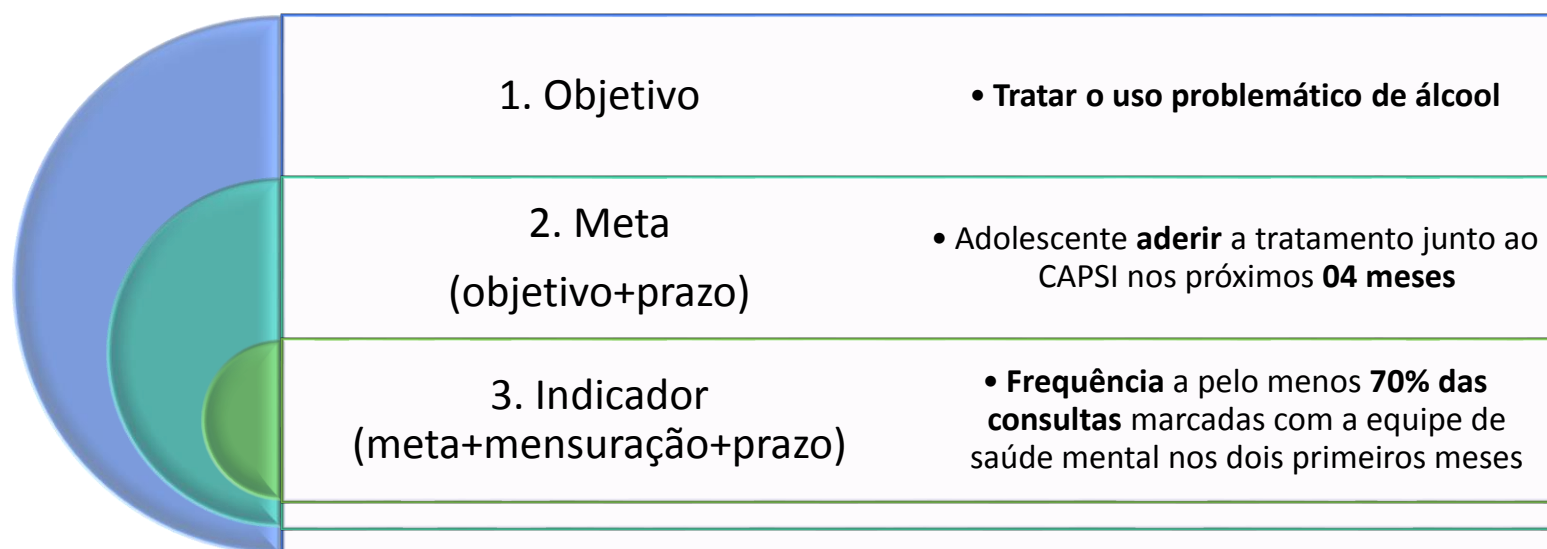 1. Objetivo
• Tratar o uso problemático de álcool
2. Meta
(objetivo+prazo)
• Adolescente aderir a tratamento junto ao
CAPSI nos próximos 04 meses
3. Indicador
(meta+mensuração+prazo)
• Frequência a pelo menos 70% das
consultas marcadas com a equipe de
saúde mental nos dois primeiros meses